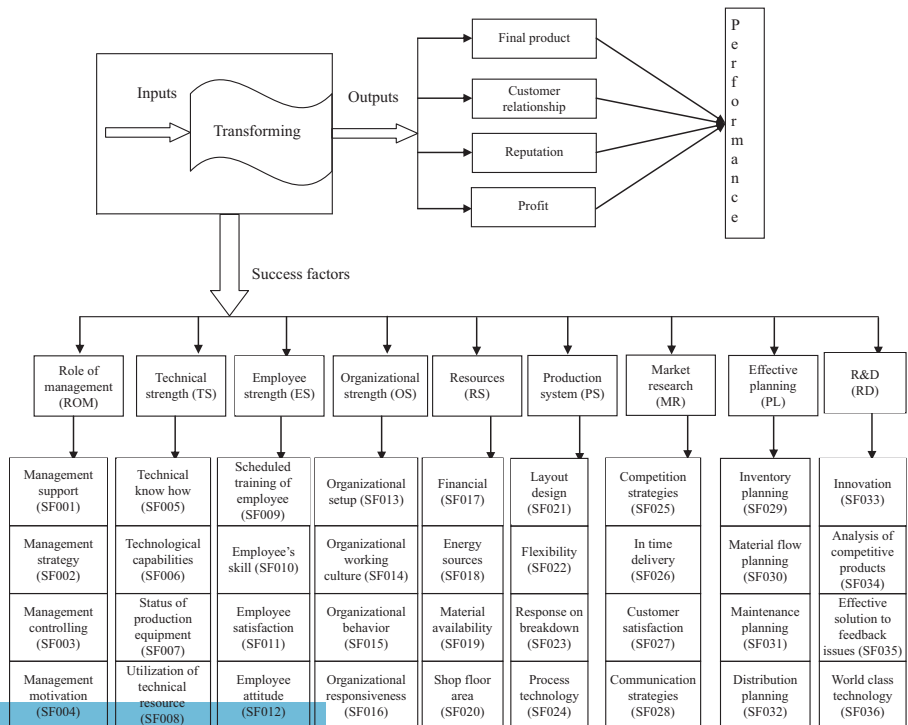 Inputs
Transforming
Outputs
Final product
Customer
relationship
Reputation
Profit
Performance
Success factors
Role of
management
(ROM)
Technical
strength (TS)
Employee
strength (ES)
Organizational
strength (OS)
Resources
(RS)
Production
system (PS)
Market
research
(MR)
Effective
planning
(PL)
R&D
(RD)
Management
support
(SF001)
Management
strategy
(SF002)
Management
controlling
(SF003)
Management
motivation
(SF004)
Technical
know how
(SF005)
Technological
capabilities
(SF006)
Status of
production
equipment
(SF007)
Utilization of
technical
resource
(SF008)
Scheduled
training of
employee
(SF009)
Employee's
skill (SF010)
Employee
satisfaction
(SF011)
Employee
attitude
(SF012)
Organizational
setup (SF013)
Organizational
working
culture (SF014)
Organizational
behavior
(SF015)
Organizational
responsiveness
(SF016)
Financial
(SF017)
Energy
sources
(SF018)
Material
availability
(SF019)
Shop floor
area
(SF020)
Layout
design
(SF021)
Flexibility
(SF022)
Response on
breakdown
(SF023)
Process
technology
(SF024)
Competition
strategies
(SF025)
In time
delivery
(SF026)
Customer
satisfaction
(SF027)
Communication
strategies
(SF028)
Inventory
planning
(SF029)
Material flow
planning
(SF030)
Maintenance
planning
(SF031)
Distribution
planning
(SF032)
Innovation
(SF033)
Analysis of
competitive
products
(SF034)
Effective
solution to
feedback
issues (SF035)
World class
technology
(SF036)